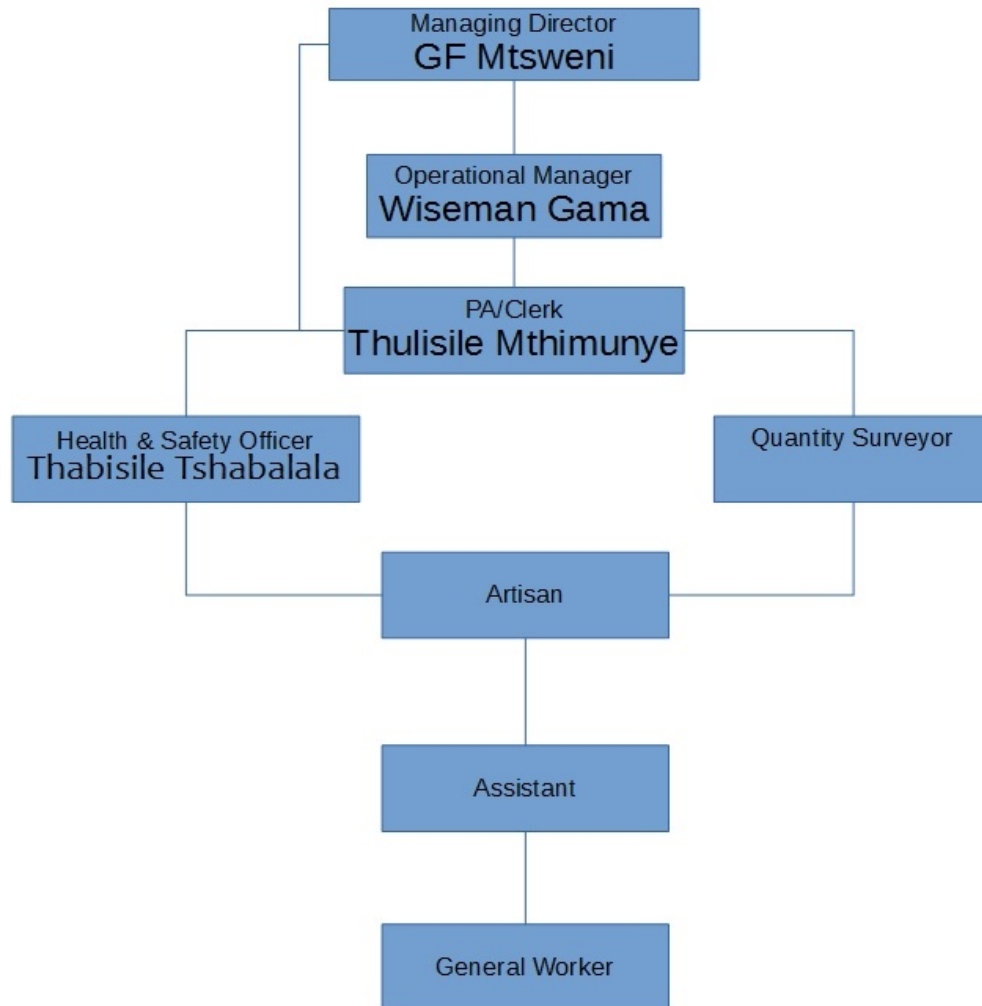 Managing Director
GF Mtsweni
Operational Manager
Wiseman Gama
PA/Clerk
Thulisile Mthimunye
Health & Safety Officer
Thabisile Tshabalala
Quantity Surveyor
Artisan
Assistant
General Worker